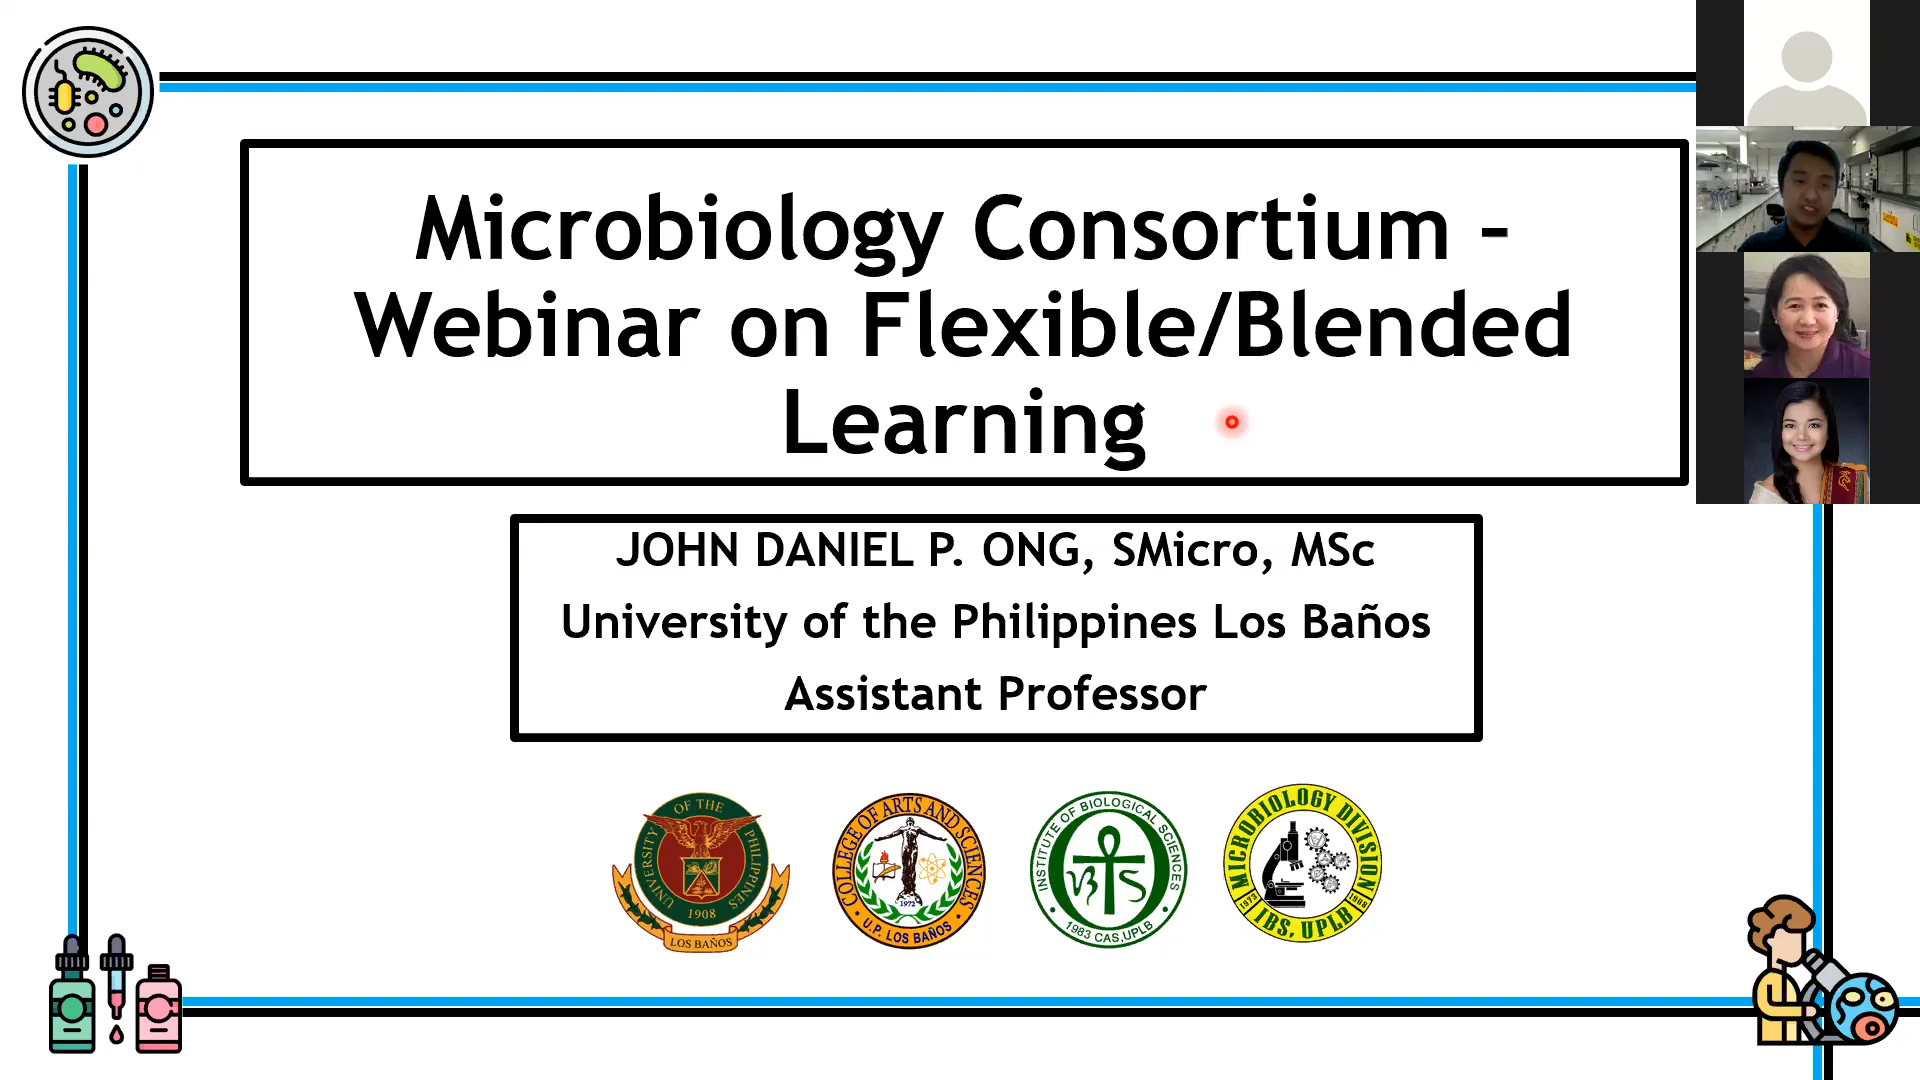 Microbiology Consortium –
Webinar on Flexible/Blended
Learning
JOHN DANIEL P. ONG, SMicro, MSc
University of the Philippines Los Baños
Assistant Professor
UNIVERSITY OF THE PHILIPPINES
1908
LOS BAÑOS
COLLEGE OF ARTS AND SCIENCES
1972
U.P. LOS BAÑOS
INSTITUTE OF BIOLOGICAL SCIENCES
1983 CAS, UPLB
MICROBIOLOGY DIVISION
IBS, UPLB